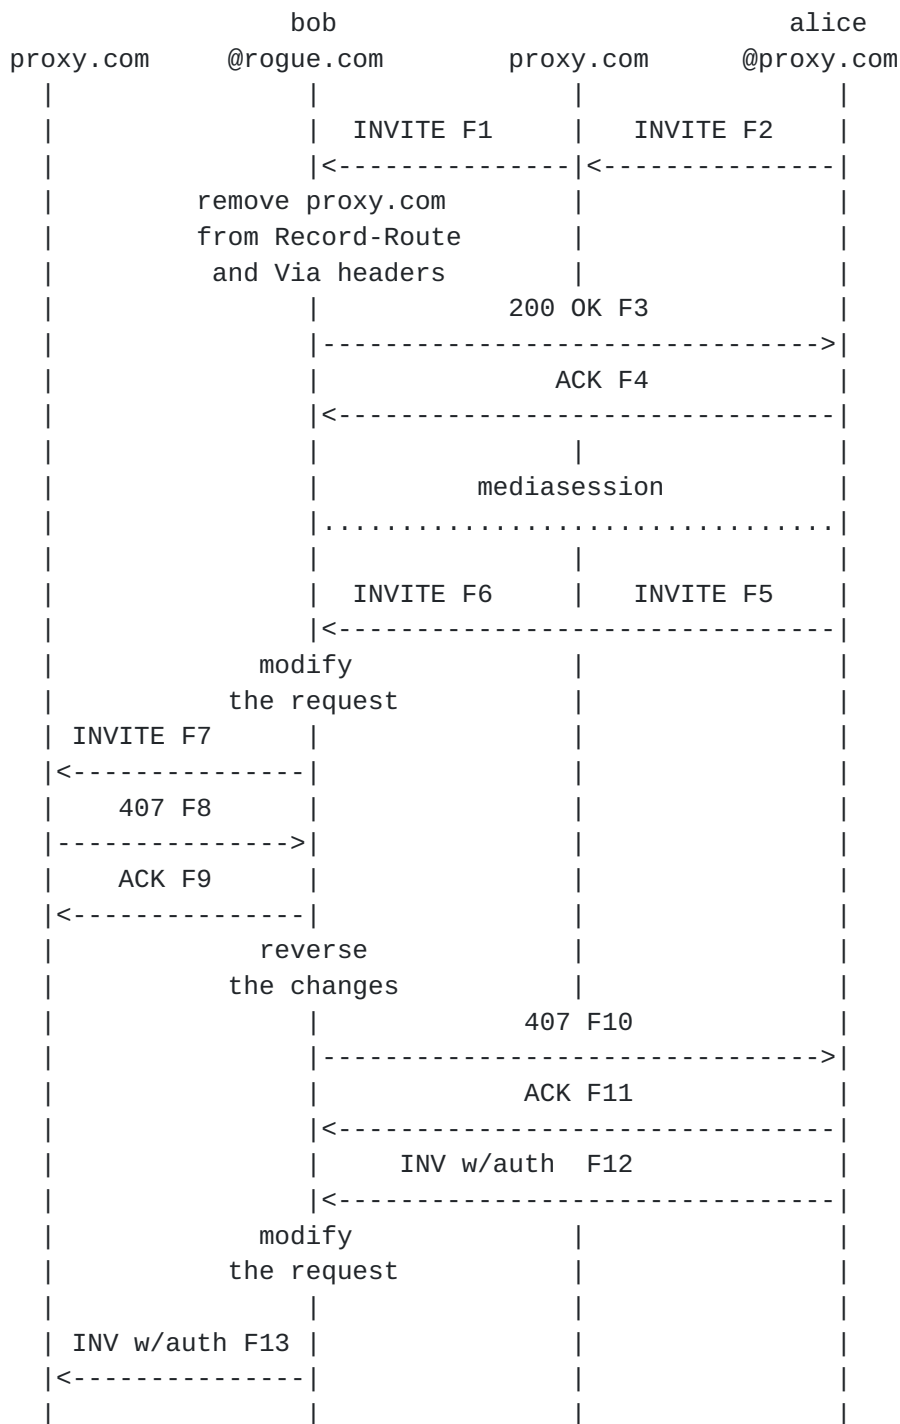 bob alice
proxy.com @rogue.com proxy.com @proxy.com
| | | |
| | INVITE F1 | INVITE F2 |
| |<---------------|<---------------|
| remove proxy.com | |
| from Record-Route | |
| and Via headers | |
| | 200 OK F3 |
| |-------------------------------->|
| | ACK F4 |
| |<--------------------------------|
| | | |
| | mediasession |
| |.................................|
| | | |
| | INVITE F6 | INVITE F5 |
| |<--------------------------------|
| modify | |
| the request | |
| INVITE F7 | | |
|<---------------| | |
| 407 F8 | | |
|--------------->| | |
| ACK F9 | | |
|<---------------| | |
| reverse | |
| the changes | |
| | 407 F10 |
| |-------------------------------->|
| | ACK F11 |
| |<--------------------------------|
| | INV w/auth F12 |
| |<--------------------------------|
| modify | |
| the request | |
| | | |
| INV w/auth F13 | | |
|<---------------| | |
| | | |